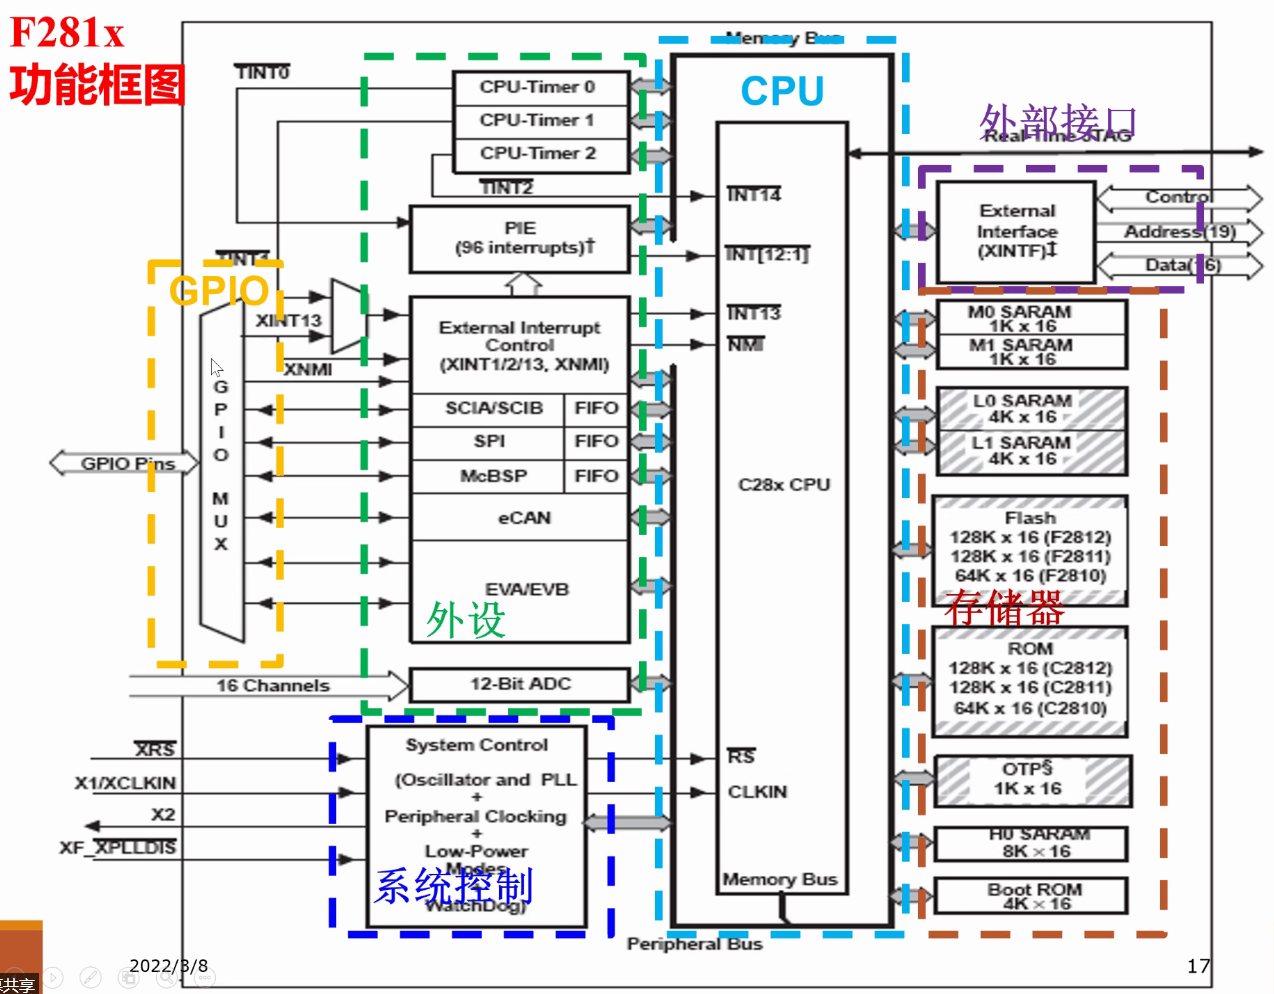 F281x
功能框图
Memory Bus
TINT0
CPU-Timer 0
CPU-Timer 1
CPU-Timer 2
CPU
外部接口
Real-Time JTAG
TINT2
INT14
PIE
(96 interrupts)†
INT[12:1]
External
Interface
(XINTF)‡
Control
Address(19)
Data(16)
TINT1
GPIO
XINT13
XNMI
External Interrupt
Control
(XINT1/2/13, XNMI)
INT13
NMI
M0 SARAM
1K x 16
M1 SARAM
1K x 16
L0 SARAM
4K x 16
L1 SARAM
4K x 16
GPIO MUX
GPIO Pins
SCIA/SCIB FIFO
SPI FIFO
McBSP FIFO
eCAN
EVA/EVB
外设
C28x CPU
Flash
128K x 16 (F2812)
128K x 16 (F2811)
64K x 16 (F2810)
存储器
ROM
128K x 16 (C2812)
128K x 16 (C2811)
64K x 16 (C2810)
16 Channels
12-Bit ADC
XRS
X1/XCLKIN
X2
XF_XPLLDIS
System Control
(Oscillator and PLL
+
Peripheral Clocking
+
Low-Power
Modes
+
WatchDog)
系统控制
RS
CLKIN
OTP§
1K x 16
H0 SARAM
8K × 16
Boot ROM
4K × 16
Memory Bus
Peripheral Bus
2022/3/8
17
共享